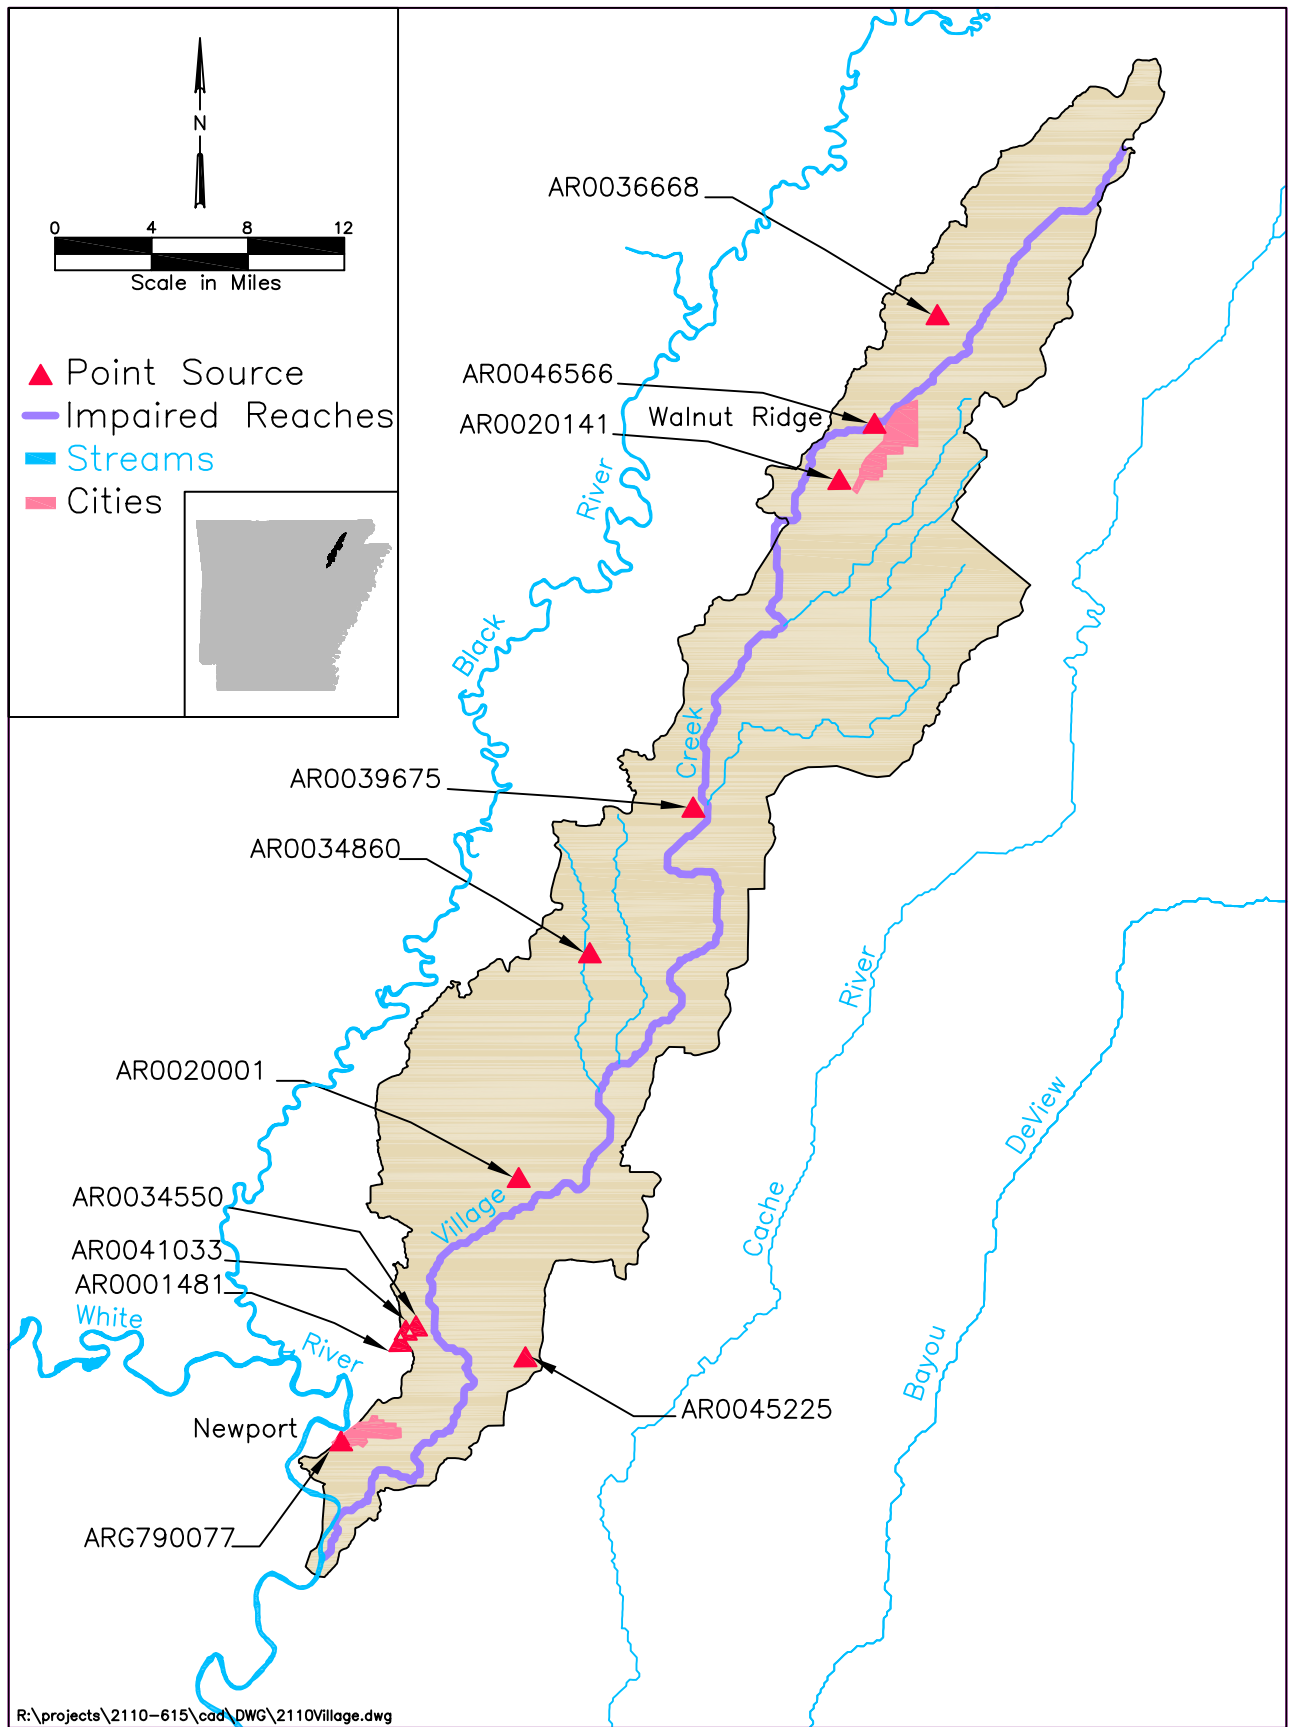 N
0 4 8 12
Scale in Miles
Point Source
Impaired Reaches
Streams
Cities
AR0036668
AR0046566
Walnut Ridge
AR0020141
River
Black
Creek
AR0039675
AR0034860
River
AR0020001
DeView
AR0034550
Village
Cache
AR0041033
AR0001481
White
River
Bayou
AR0045225
Newport
ARG790077
R:\projects\2110-615\cad\DWG\2110Village.dwg